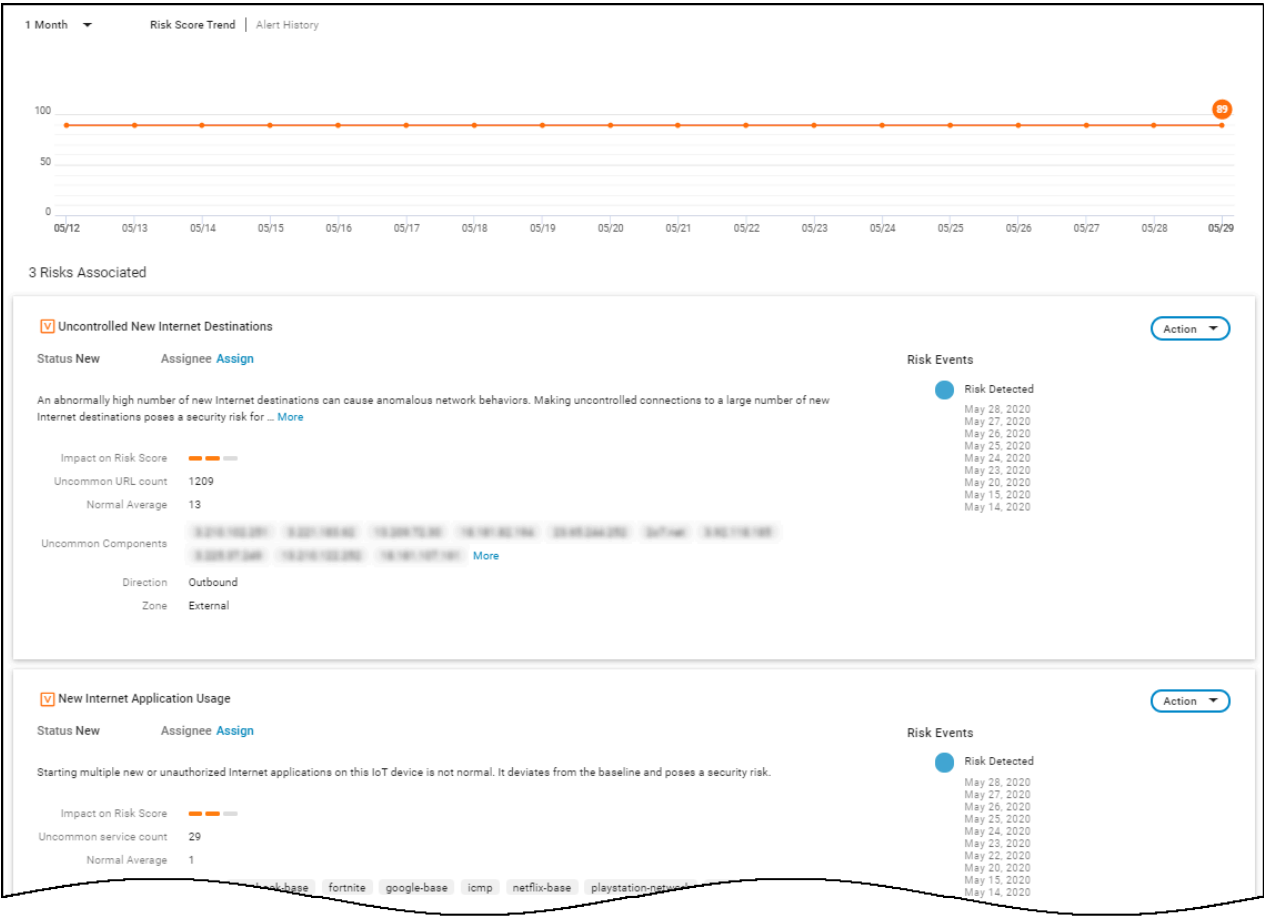 1 Month Risk Score Trend | Alert History
89
100
50
0
05/12 05/13 05/14 05/15 05/16 05/17 05/18 05/19 05/20 05/21 05/22 05/23 05/24 05/25 05/26 05/27 05/28 05/29
3 Risks Associated
V Uncontrolled New Internet Destinations
Action
Status New Assignee Assign
An abnormally high number of new Internet destinations can cause anomalous network behaviors. Making uncontrolled connections to a large number of new
Internet destinations poses a security risk for ... More
Impact on Risk Score
Uncommon URL count 1209
Normal Average 13
Uncommon Components
More
Direction Outbound
Zone External
Risk Events
Risk Detected
May 28, 2020
May 27, 2020
May 26, 2020
May 25, 2020
May 24, 2020
May 23, 2020
May 20, 2020
May 15, 2020
May 14, 2020
V New Internet Application Usage
Action
Status New Assignee Assign
Starting multiple new or unauthorized Internet applications on this IoT device is not normal. It deviates from the baseline and poses a security risk.
Impact on Risk Score
Uncommon service count 29
Normal Average 1
fortnite google-base icmp netflix-base
Risk Events
Risk Detected
May 28, 2020
May 27, 2020
May 26, 2020
May 25, 2020
May 24, 2020
May 23, 2020
May 22, 2020
May 20, 2020
May 15, 2020
May 14, 2020